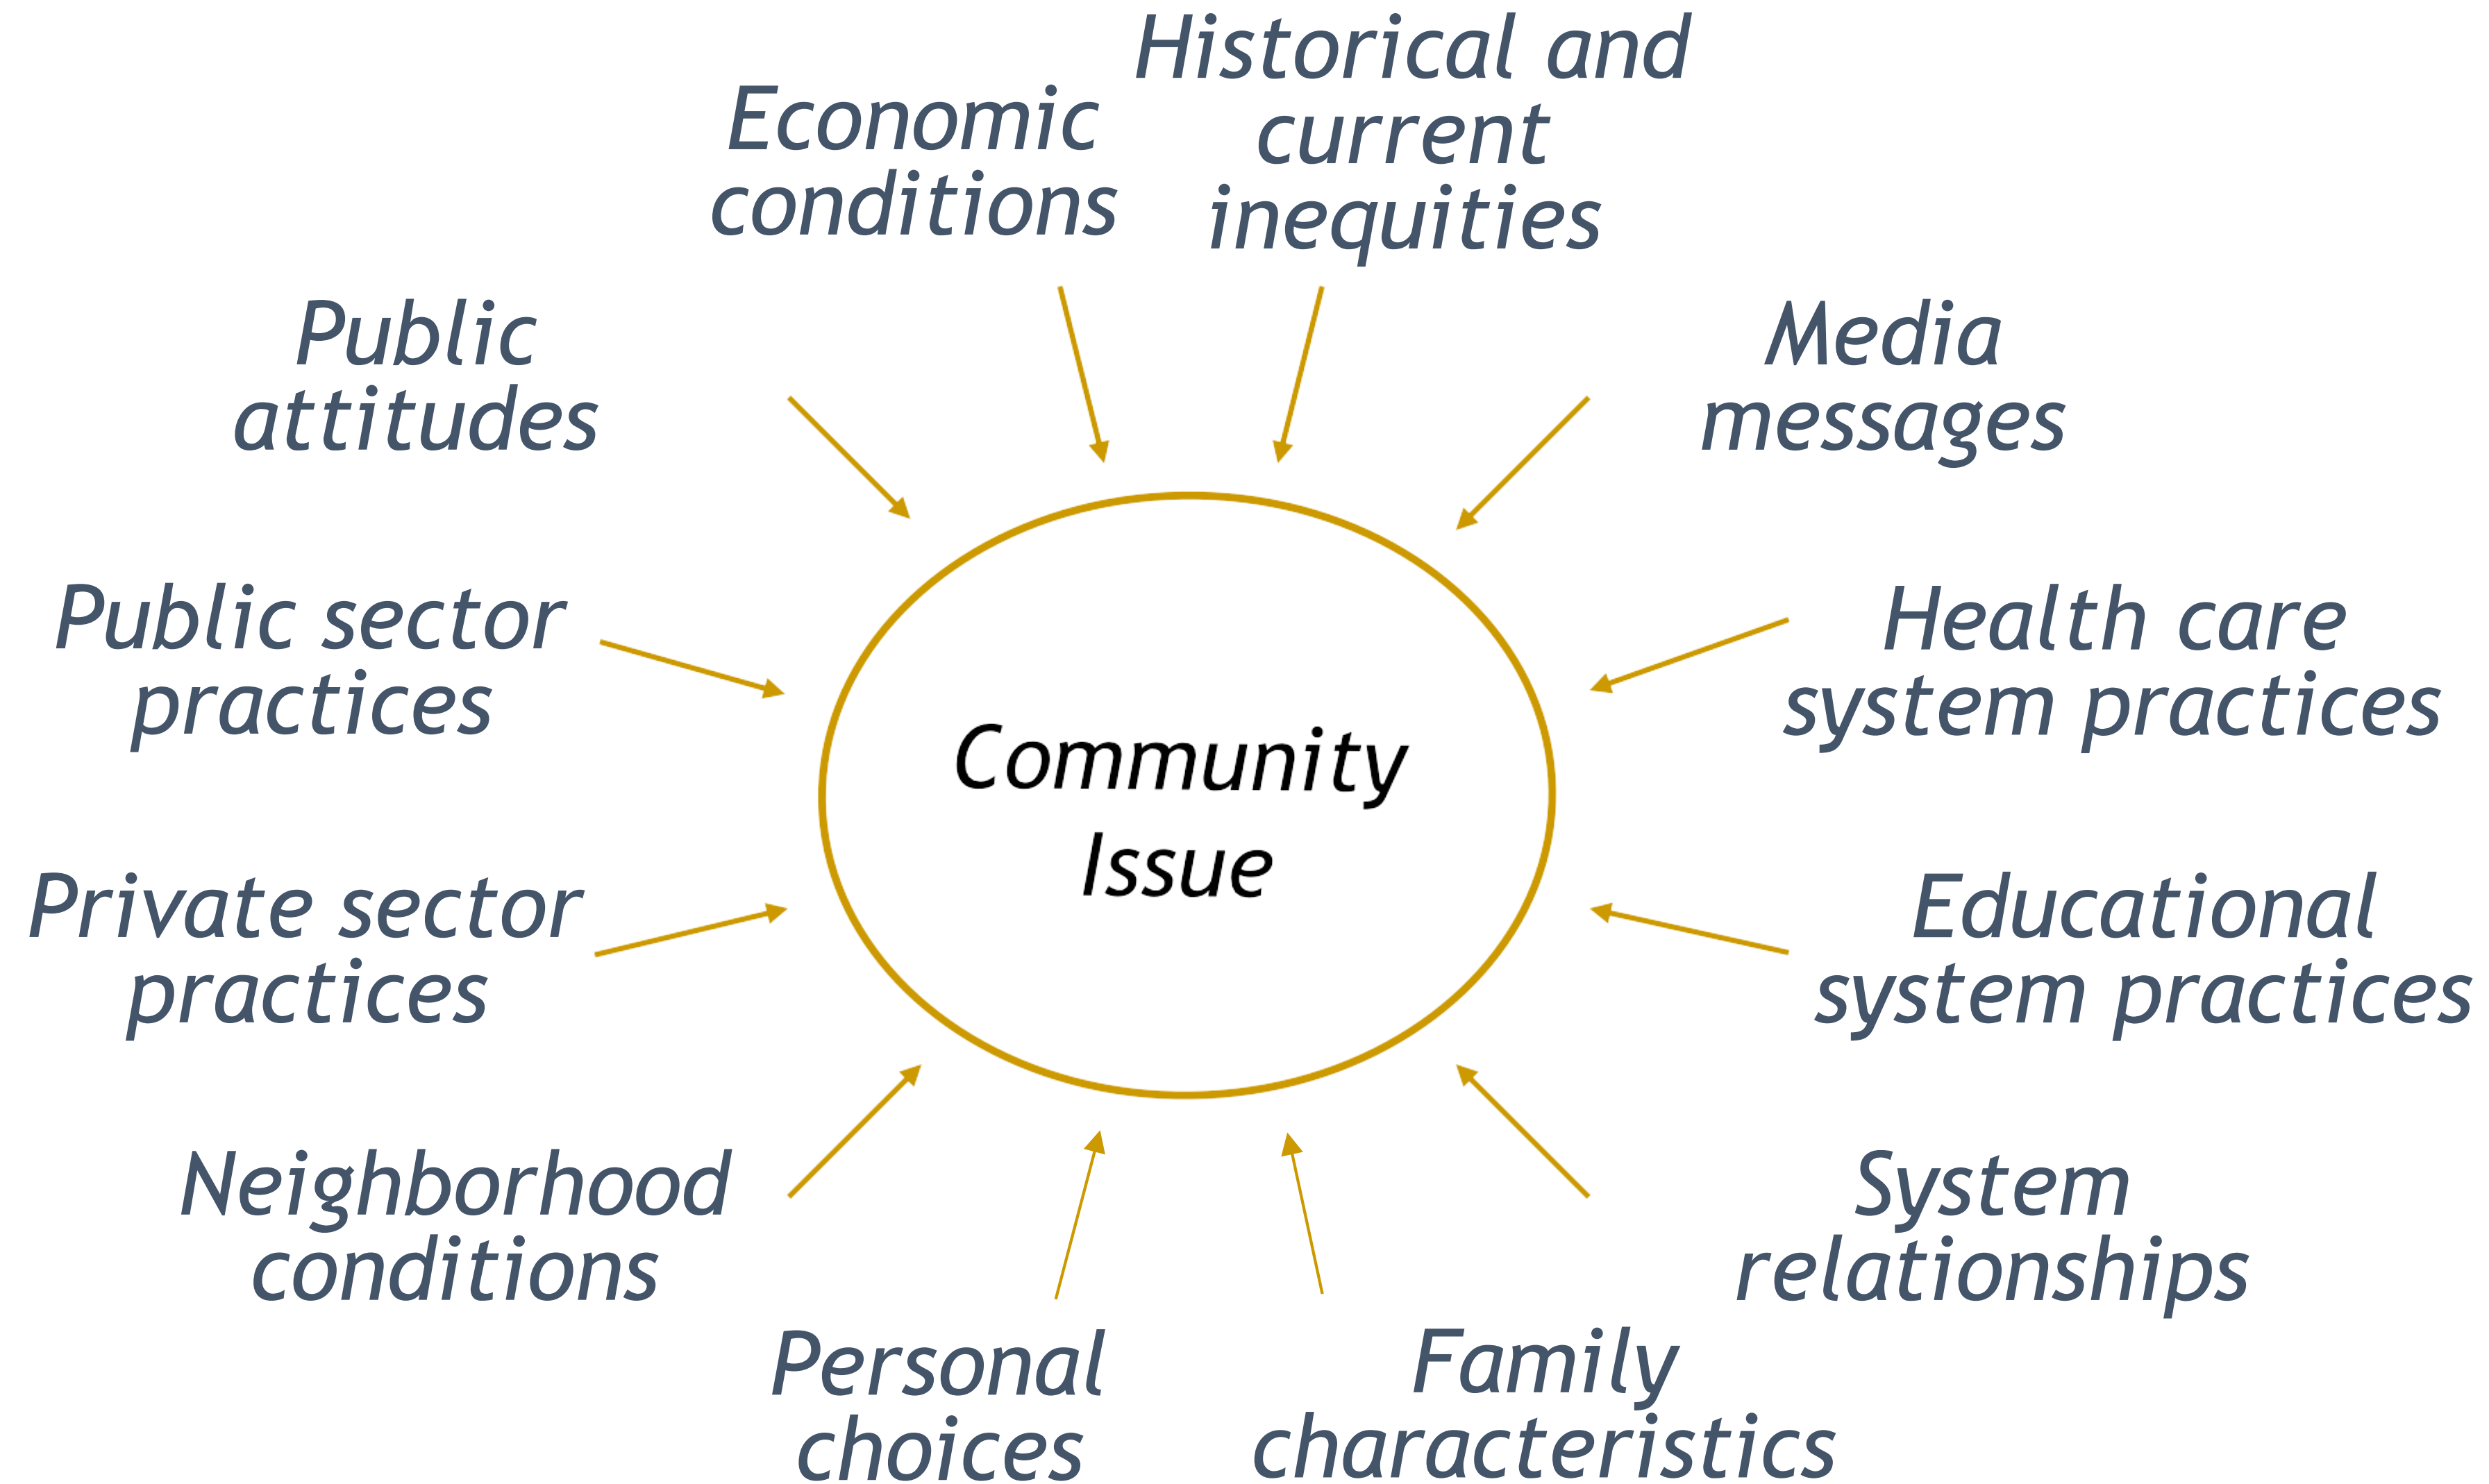 Historical and
current
inequities
Economic
conditions
Public
attitudes
Media
messages
Public sector
practices
Health care
system practices
Community
Issue
Private sector
practices
Educational
system practices
Neighborhood
conditions
System
relationships
Personal
choices
Family
characteristics